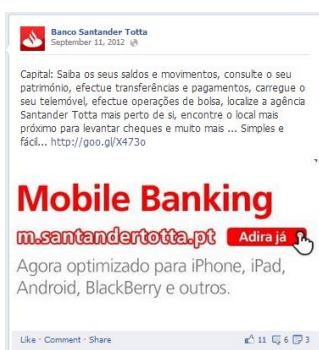 Banco Santander Totta
September 11, 2012
Capital: Saiba os seus saldos e movimentos, consulte o seu
património, efectue transferências e pagamentos, carregue o
seu telemóvel, efectue operações de bolsa, localize a agência
Santander Totta mais perto de si, encontre o local mais
próximo para levantar cheques e muito mais ... Simples e
fácil... http://goo.gl/X473o
Mobile Banking
m.santandertotta.pt Adira já
Agora optimizado para iPhone, iPad,
Android, BlackBerry e outros.
Like · Comment · Share 11 6 3